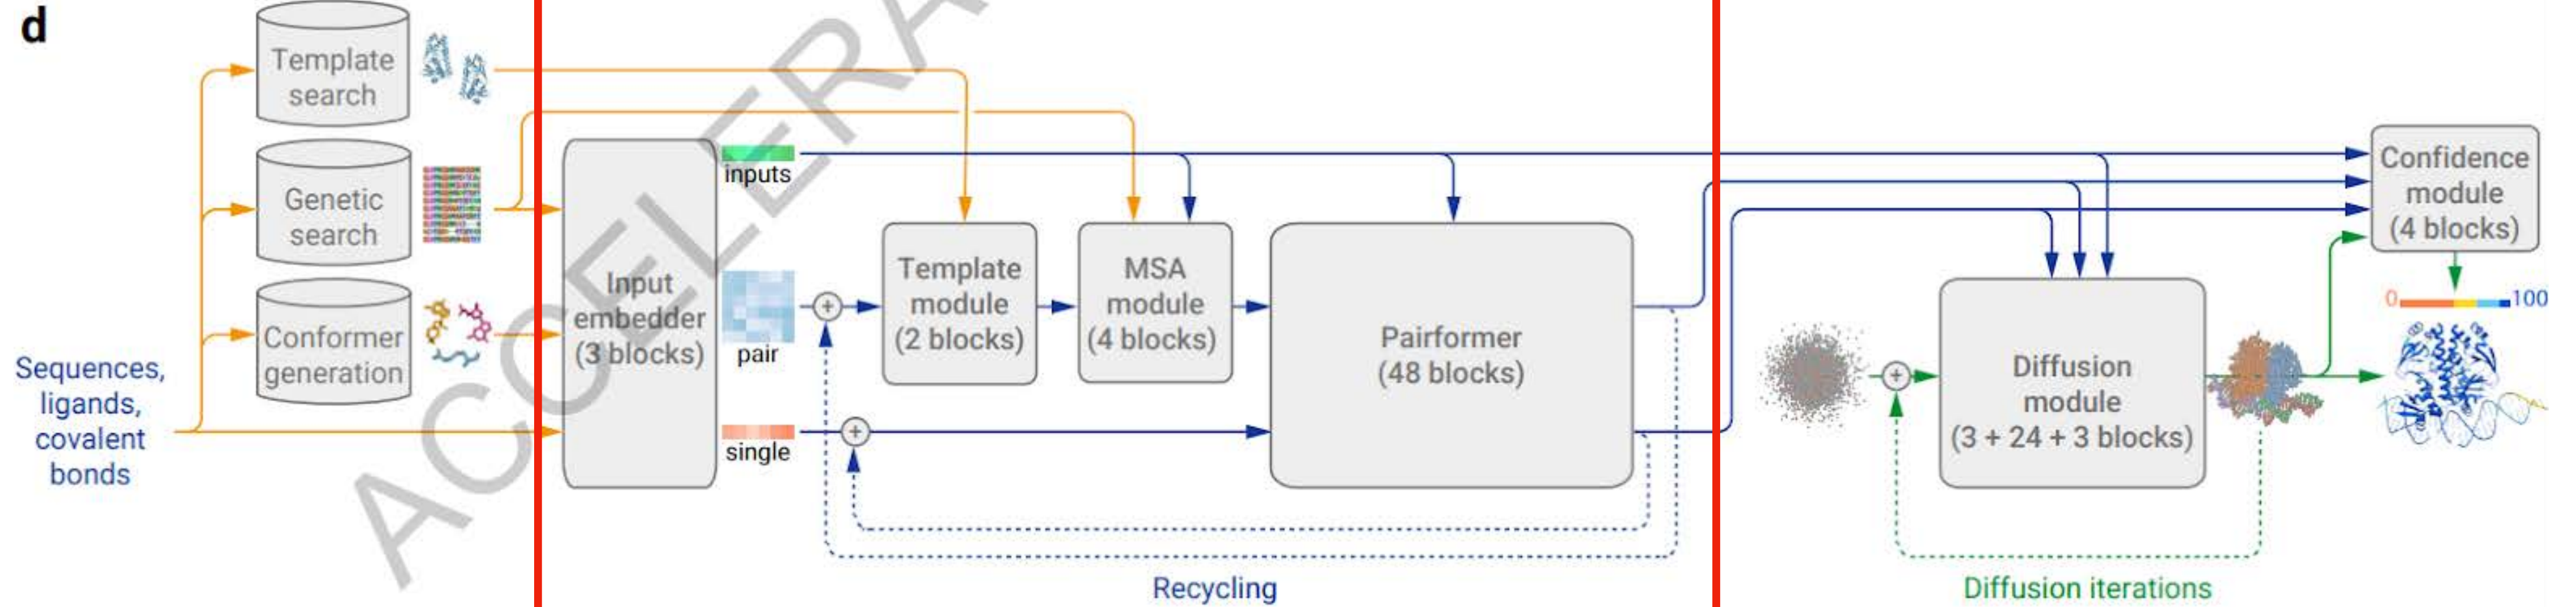 d
Template
search
Genetic
search
Conformer
generation
Sequences,
ligands,
covalent
bonds
ACCELERA
Input
embedder
(3 blocks)
inputs
pair
single
Template
module
(2 blocks)
MSA
module
(4 blocks)
Pairformer
(48 blocks)
Recycling
Diffusion
module
(3 + 24 + 3 blocks)
Diffusion iterations
Confidence
module
(4 blocks)
0 100